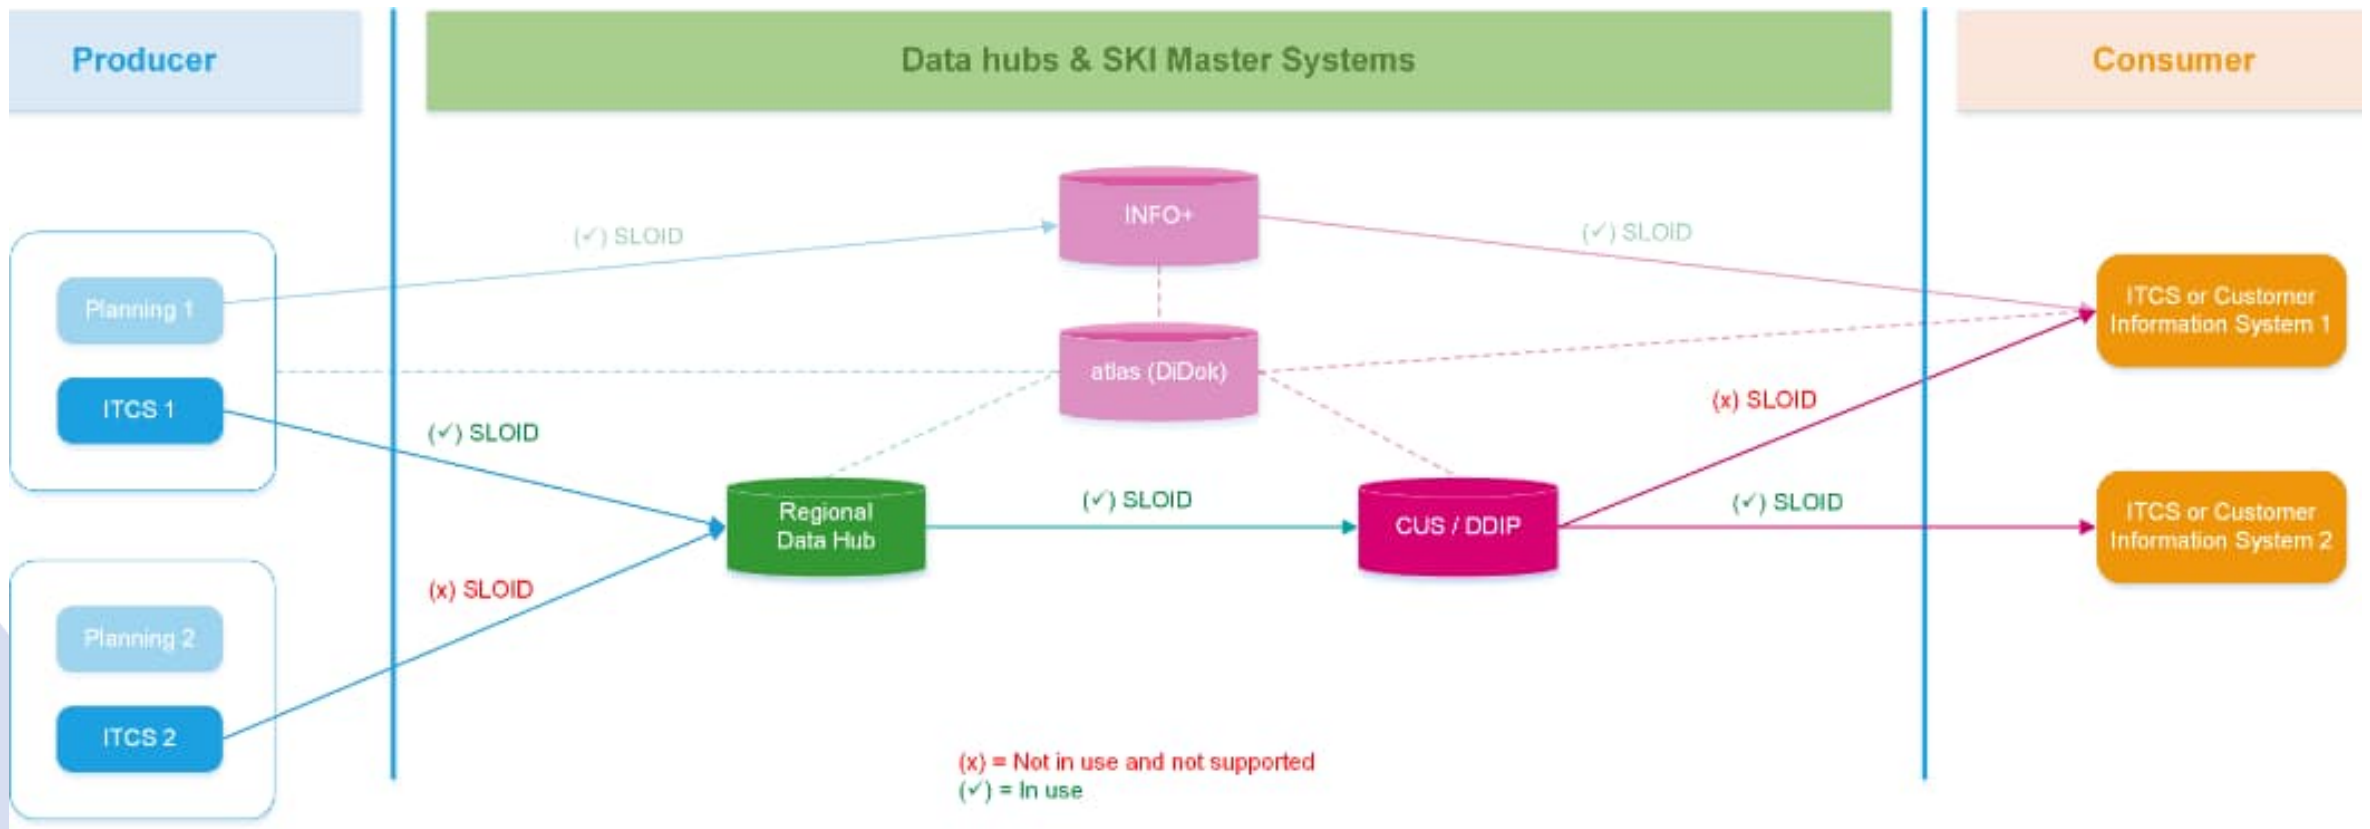 Producer
Data hubs & SKI Master Systems
Consumer
INFO+
(✓) SLOID
(✓) SLOID
Planning 1
ITCS or Customer
Information System 1
atlas (DiDok)
ITCS 1
(x) SLOID
(✓) SLOID
Regional
Data Hub
(✓) SLOID
CUS / DDIP
(✓) SLOID
ITCS or Customer
Information System 2
(x) SLOID
Planning 2
ITCS 2
(x) = Not in use and not supported
(✓) = In use